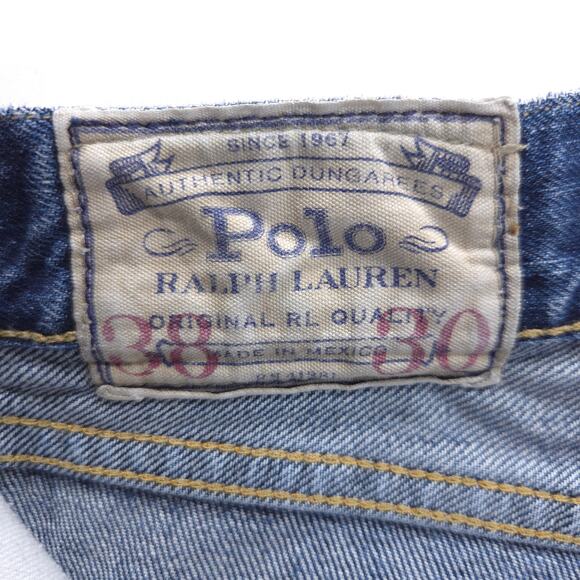 SINCE 1967
AUTHENTIC DUNGAREES
Polo
RALPH LAUREN
ORIGINAL RL QUALITY
38 30
MADE IN MEXICO